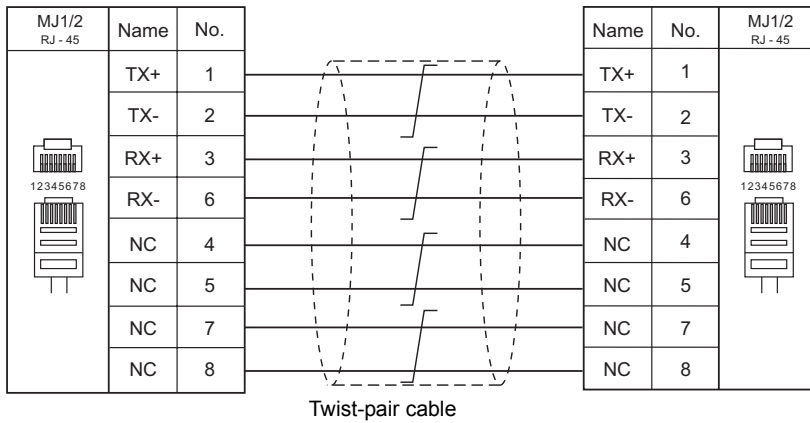 MJ1/2 Name No. Name No. MJ1/2
RJ - 45 RJ - 45
TX+ 1 TX+ 1
TX- 2 TX- 2
RX+ 3 RX+ 3
12345678 12345678
RX- 6 RX- 6
NC 4 NC 4
NC 5 NC 5
NC 7 NC 7
NC 8 NC 8
Twist-pair cable